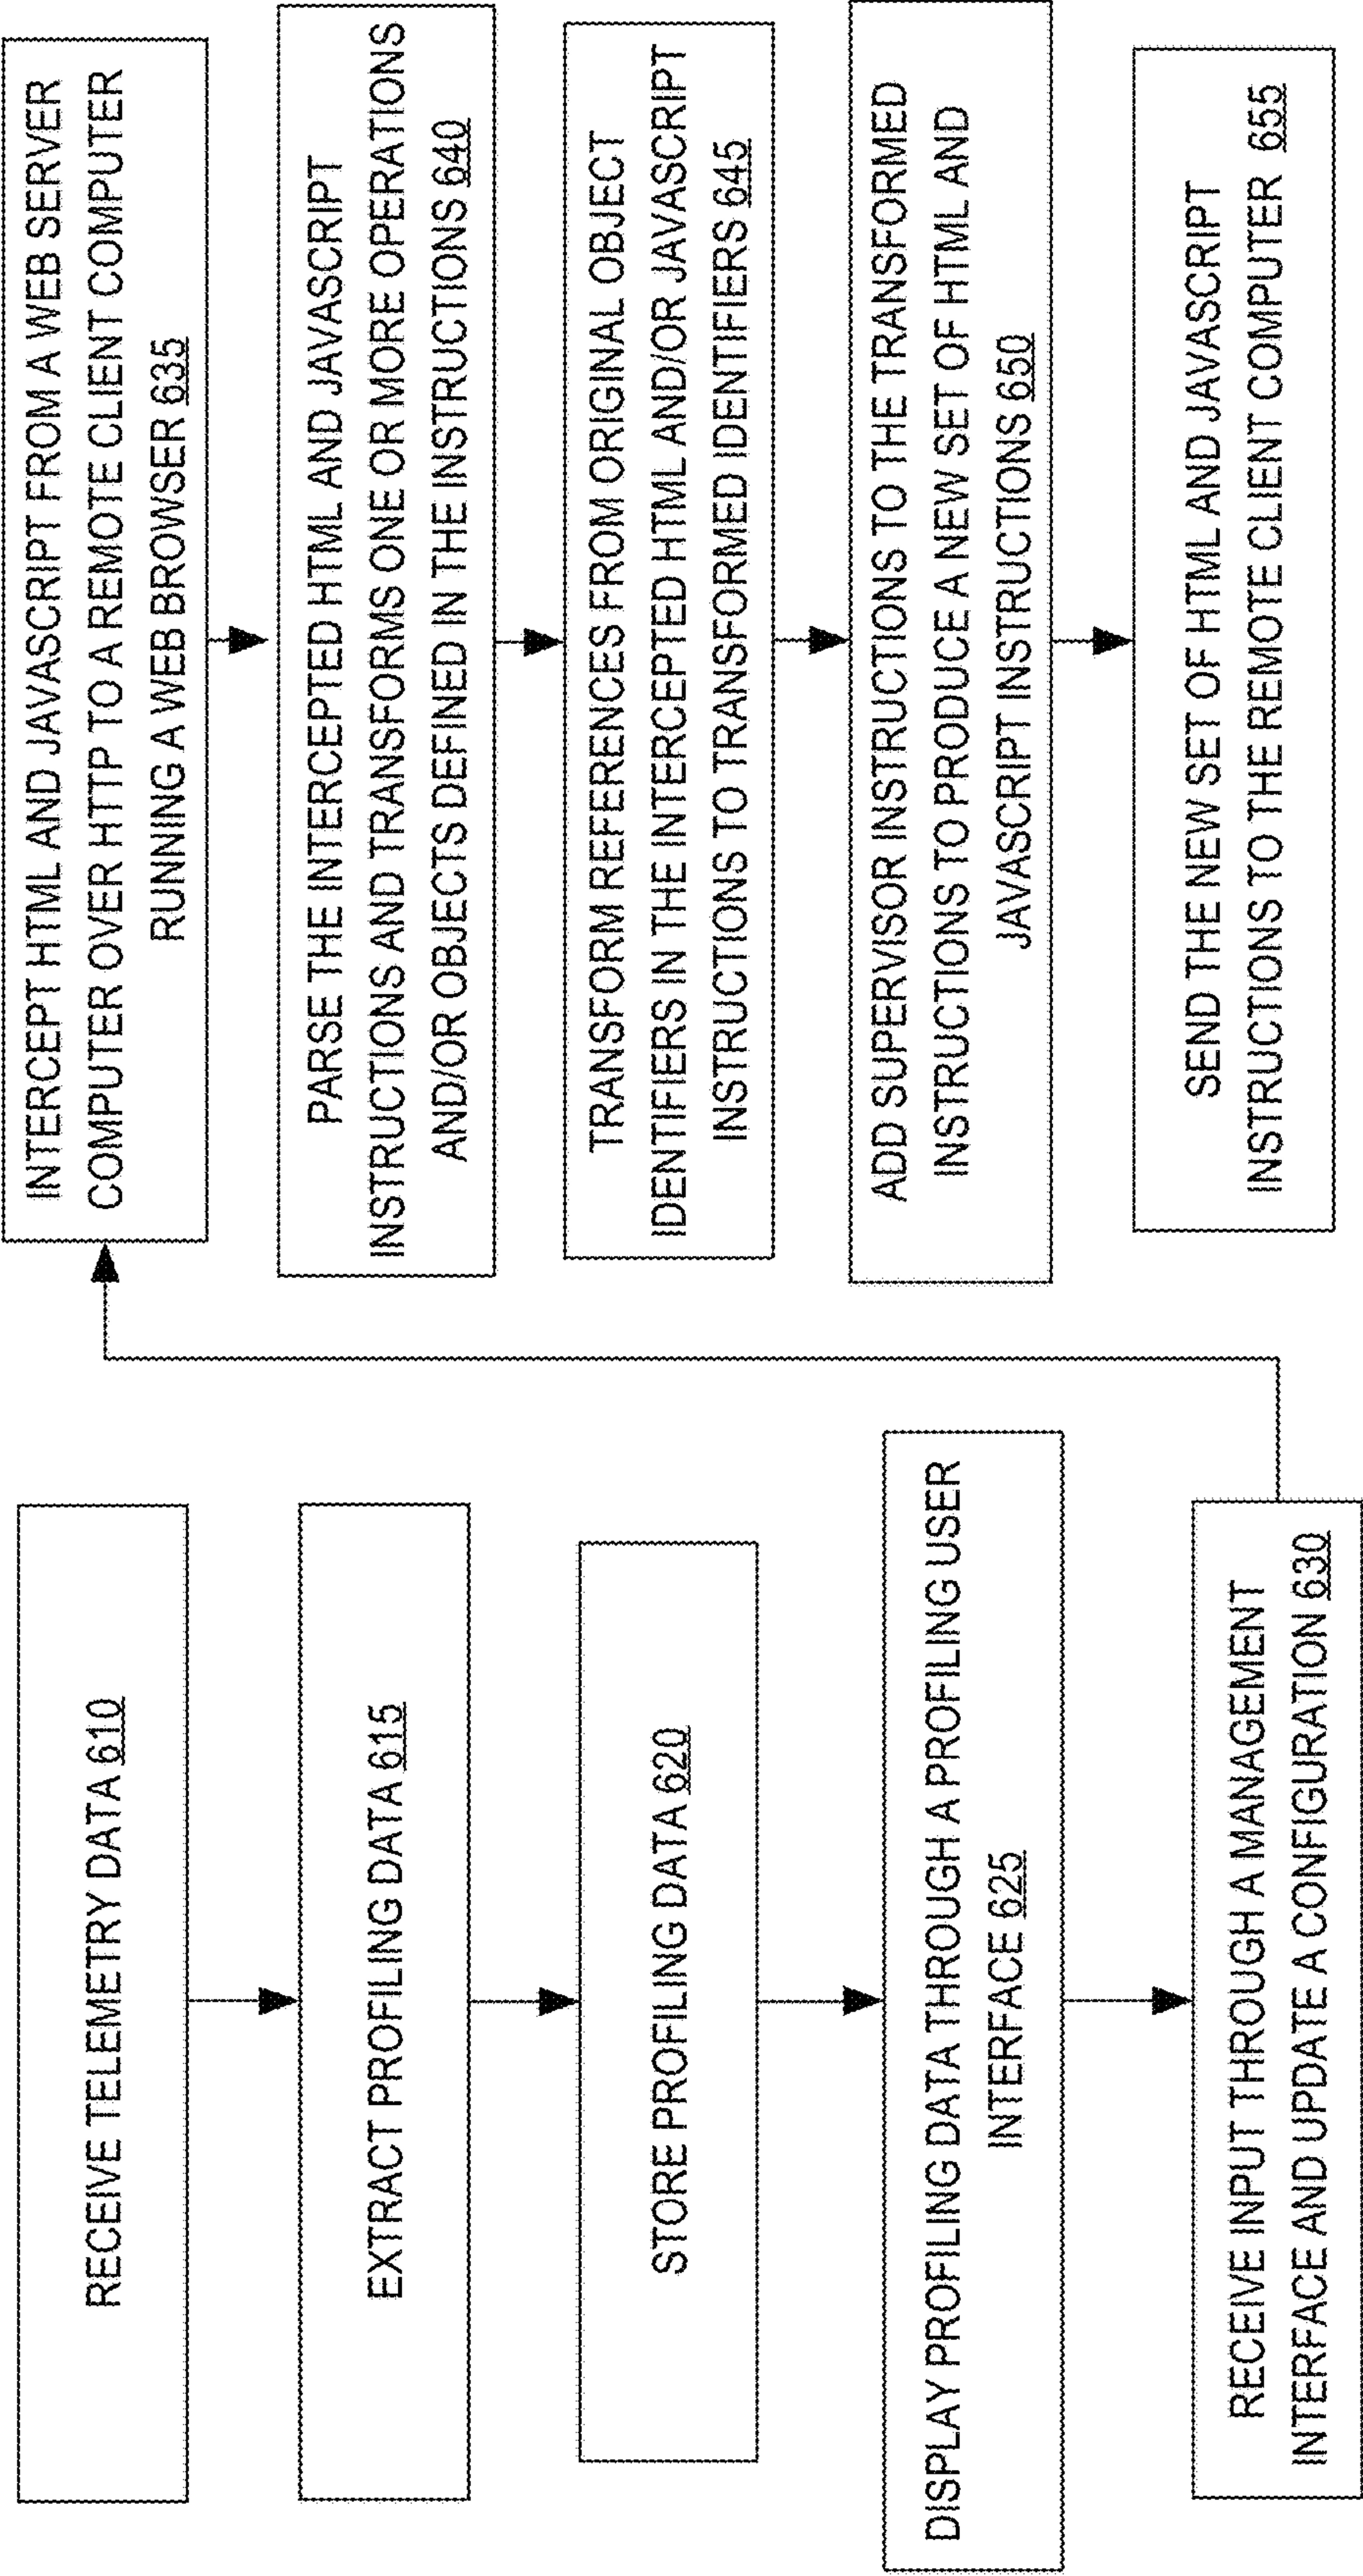 RECEIVE TELEMETRY DATA 610
EXTRACT PROFILING DATA 615
STORE PROFILING DATA 620
DISPLAY PROFILING DATA THROUGH A PROFILING USER
INTERFACE 625
RECEIVE INPUT THROUGH A MANAGEMENT
INTERFACE AND UPDATE A CONFIGURATION 630
INTERCEPT HTML AND JAVASCRIPT FROM A WEB SERVER
COMPUTER OVER HTTP TO A REMOTE CLIENT COMPUTER
RUNNING A WEB BROWSER 635
PARSE THE INTERCEPTED HTML AND JAVASCRIPT
INSTRUCTIONS AND TRANSFORMS ONE OR MORE OPERATIONS
AND/OR OBJECTS DEFINED IN THE INSTRUCTIONS 640
TRANSFORM REFERENCES FROM ORIGINAL OBJECT
IDENTIFIERS IN THE INTERCEPTED HTML AND/OR JAVASCRIPT
INSTRUCTIONS TO TRANSFORMED IDENTIFIERS 645
ADD SUPERVISOR INSTRUCTIONS TO THE TRANSFORMED
INSTRUCTIONS TO PRODUCE A NEW SET OF HTML AND
JAVASCRIPT INSTRUCTIONS 650
SEND THE NEW SET OF HTML AND JAVASCRIPT
INSTRUCTIONS TO THE REMOTE CLIENT COMPUTER 655